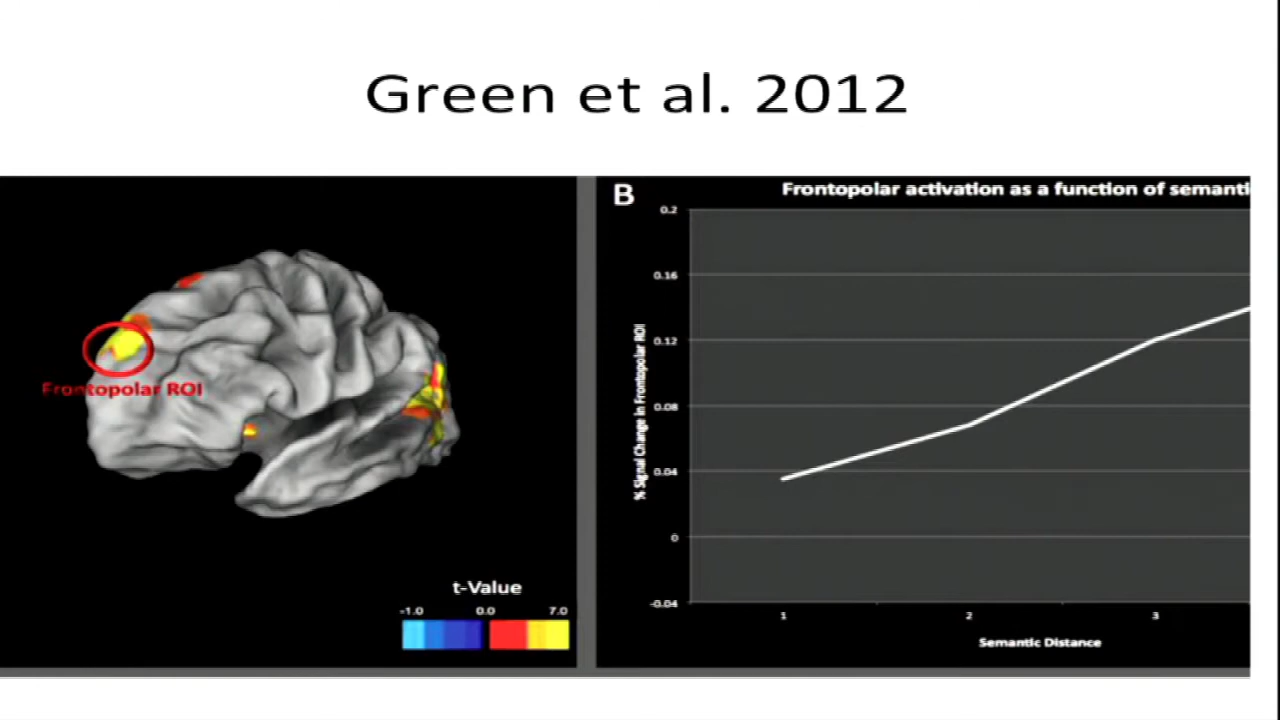 Green et al. 2012
Frontopolar ROI
t-Value
-1.0 0.0 7.0
B
Frontopolar activation as a function of semanti
% Signal Change in Frontopolar ROI
0.2
0.16
0.12
0.08
0.04
0
-0.04
1 2 3
Semantic Distance